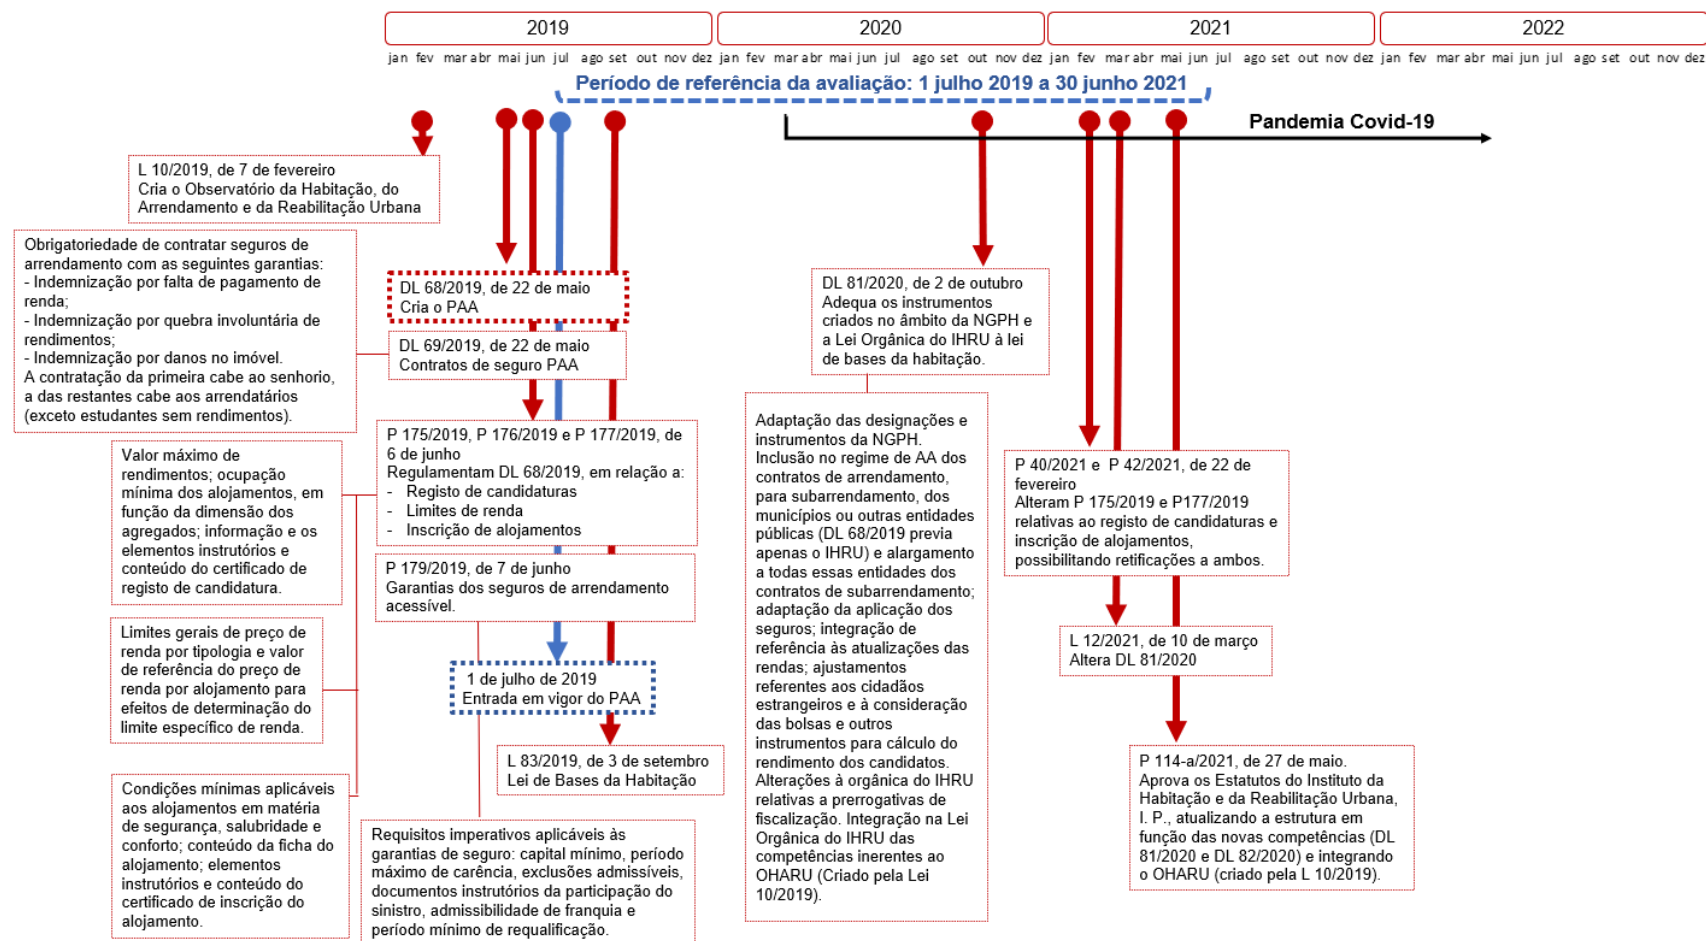 2019
2020
2021
2022
jan fev mar abr mai jun jul ago set out nov dez
jan fev mar abr mai jun jul ago set out nov dez
jan fev mar abr mai jun jul ago set out nov dez
jan fev mar abr mai jun jul ago set out nov dez
Período de referência da avaliação: 1 julho 2019 a 30 junho 2021
Pandemia Covid-19
L 10/2019, de 7 de fevereiro
Cria o Observatório da Habitação, do
Arrendamento e da Reabilitação Urbana
Obrigatoriedade de contratar seguros de
arrendamento com as seguintes garantias:
- Indemnização por falta de pagamento de
renda;
- Indemnização por quebra involuntária de
rendimentos;
- Indemnização por danos no imóvel.
A contratação da primeira cabe ao senhorio,
a das restantes cabe aos arrendatários
(exceto estudantes sem rendimentos).
DL 68/2019, de 22 de maio
Cria o PAA
DL 69/2019, de 22 de maio
Contratos de seguro PAA
P 175/2019, P 176/2019 e P 177/2019, de
6 de junho
Regulamentam DL 68/2019, em relação a:
- Registo de candidaturas
- Limites de renda
- Inscrição de alojamentos
P 179/2019, de 7 de junho
Garantias dos seguros de arrendamento
acessível.
Valor máximo de
rendimentos; ocupação
mínima dos alojamentos, em
função da dimensão dos
agregados; informação e os
elementos instrutórios e
conteúdo do certificado de
registo de candidatura.
Limites gerais de preço de
renda por tipologia e valor
de referência do preço de
renda por alojamento para
efeitos de determinação do
limite específico de renda.
Condições mínimas aplicáveis
aos alojamentos em matéria
de segurança, salubridade e
conforto; conteúdo da ficha do
alojamento; elementos
instrutórios e conteúdo do
certificado de inscrição do
alojamento.
1 de julho de 2019
Entrada em vigor do PAA
L 83/2019, de 3 de setembro
Lei de Bases da Habitação
Requisitos imperativos aplicáveis às
garantias de seguro: capital mínimo, período
máximo de carência, exclusões admissíveis,
documentos instrutórios da participação do
sinistro, admissibilidade de franquia e
período mínimo de requalificação.
DL 81/2020, de 2 de outubro
Adequa os instrumentos
criados no âmbito da NGPH e
a Lei Orgânica do IHRU à lei
de bases da habitação.
Adaptação das designações e
instrumentos da NGPH.
Inclusão no regime de AA dos
contratos de arrendamento,
para subarrendamento, dos
municípios ou outras entidades
públicas (DL 68/2019 previa
apenas o IHRU) e alargamento
a todas essas entidades dos
contratos de subarrendamento;
adaptação da aplicação dos
seguros; integração de
referência às atualizações das
rendas; ajustamentos
referentes aos cidadãos
estrangeiros e à consideração
das bolsas e outros
instrumentos para cálculo do
rendimento dos candidatos.
Alterações à orgânica do IHRU
relativas a prerrogativas de
fiscalização. Integração na Lei
Orgânica do IHRU das
competências inerentes ao
OHARU (Criado pela Lei
10/2019).
P 40/2021 e P 42/2021, de 22 de
fevereiro
Alteram P 175/2019 e P177/2019
relativas ao registo de candidaturas e
inscrição de alojamentos,
possibilitando retificações a ambos.
L 12/2021, de 10 de março
Altera DL 81/2020
P 114-a/2021, de 27 de maio.
Aprova os Estatutos do Instituto da
Habitação e da Reabilitação Urbana,
I. P., atualizando a estrutura em
função das novas competências (DL
81/2020 e DL 82/2020) e integrando
o OHARU (criado pela L 10/2019).